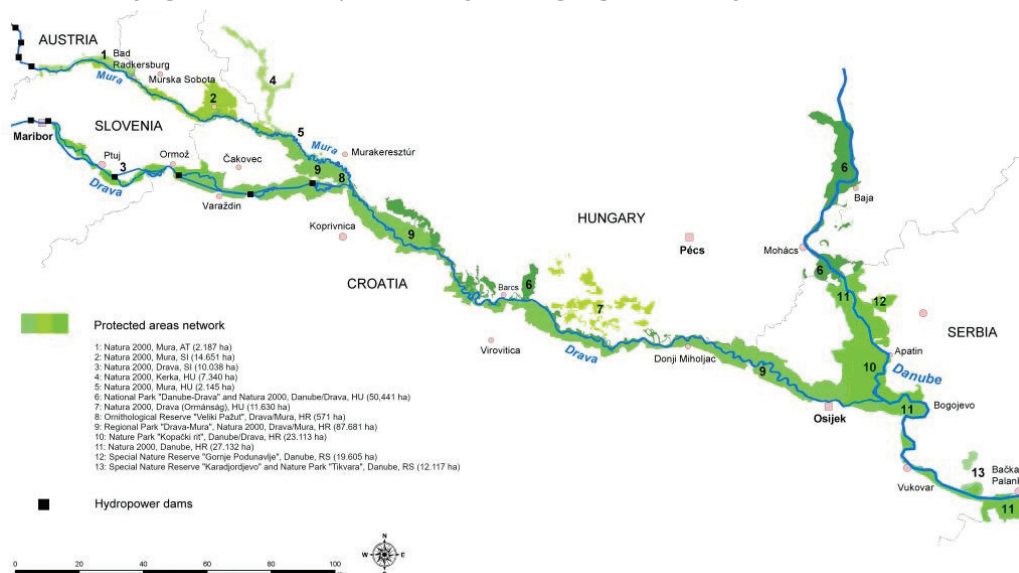 AUSTRIA
1
Bad
Radkersburg
Mura
Murska Sobota
2
4
SLOVENIA
5
Maribor
Mura
Murakeresztúr
Ptuj
3
Ormož
Čakovec
9
8
Drava
Varaždin
6
Baja
HUNGARY
Koprivnica
9
Pécs
Mohács
CROATIA
6
Barcs
6
11
12
7
SERBIA
Protected areas network
Virovitica
Drava
Donji Miholjac
9
Apatin
10
Danube
1: Natura 2000, Mura, AT (2.187 ha)
2: Natura 2000, Mura, SI (14.651 ha)
3: Natura 2000, Drava, SI (10.038 ha)
4: Natura 2000, Kerka, HU (7.340 ha)
5: Natura 2000, Mura, HU (2.145 ha)
6: National Park "Danube-Drava" and Natura 2000, Danube/Drava, HU (50,441 ha)
7: Natura 2000, Drava (Ormánság), HU (11.630 ha)
8: Ornithological Reserve "Veliki Pažut", Drava/Mura, HR (571 ha)
9: Regional Park "Drava-Mura", Natura 2000, Drava/Mura, HR (87.681 ha)
10: Nature Park "Kopački rit", Danube/Drava, HR (23.113 ha)
11: Natura 2000, Danube, HR (27.132 ha)
12: Special Nature Reserve "Gornje Podunavlje", Danube, RS (19.605 ha)
13: Special Nature Reserve "Karadjordjevo" and Nature Park "Tikvara", Danube, RS (12.117 ha)
Osijek
11
Bogojevo
13
Bačka
Palank
Vukovar
11
Hydropower dams
N
W
E
0
20
40
60
80
100